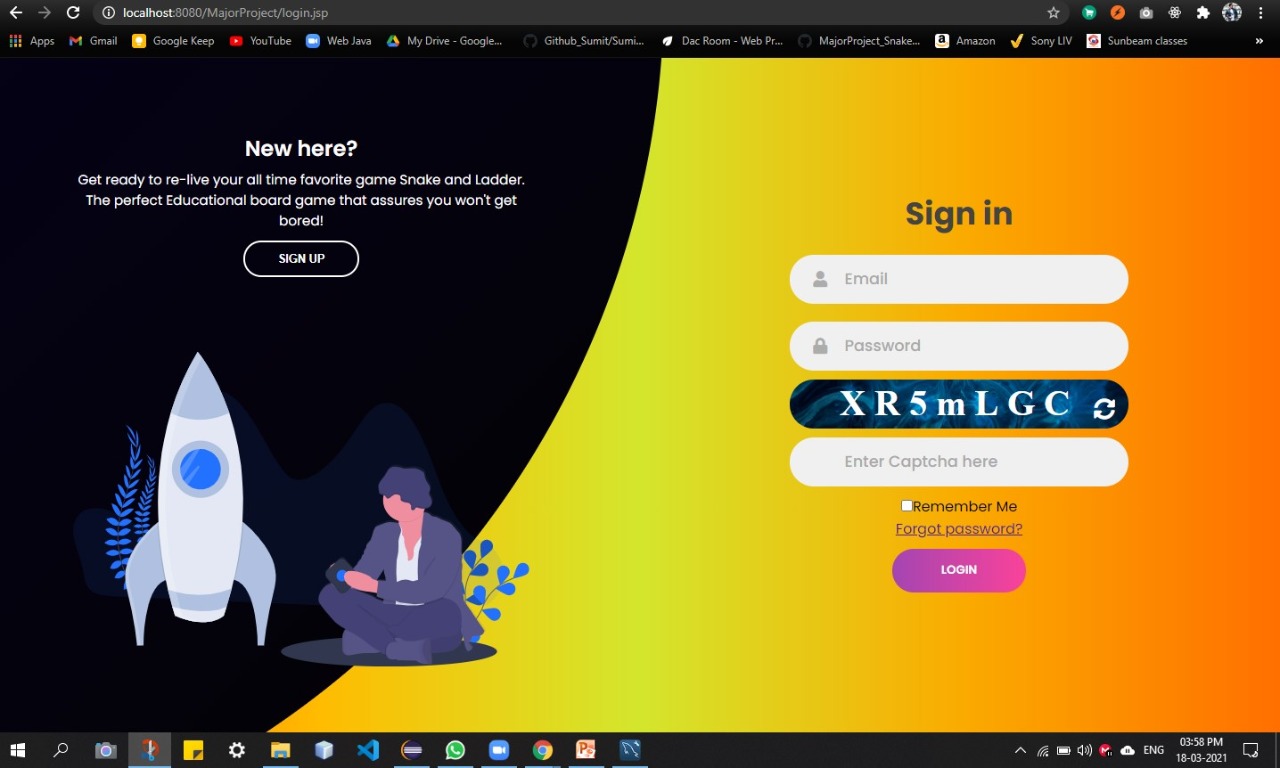 localhost:8080/MajorProject/login.jsp
Apps Gmail Google Keep YouTube Web Java My Drive - Google... Github_Sumit/Sumi... Dac Room - Web Pr... MajorProject_Snake... Amazon Sony LIV Sunbeam classes »
New here?
Get ready to re-live your all time favorite game Snake and Ladder.
The perfect Educational board game that assures you won't get
bored!
SIGN UP
Sign in
Email
Password
X R 5 m L G C
Enter Captcha here
Remember Me
Forgot password?
LOGIN
ENG
03:58 PM
18-03-2021